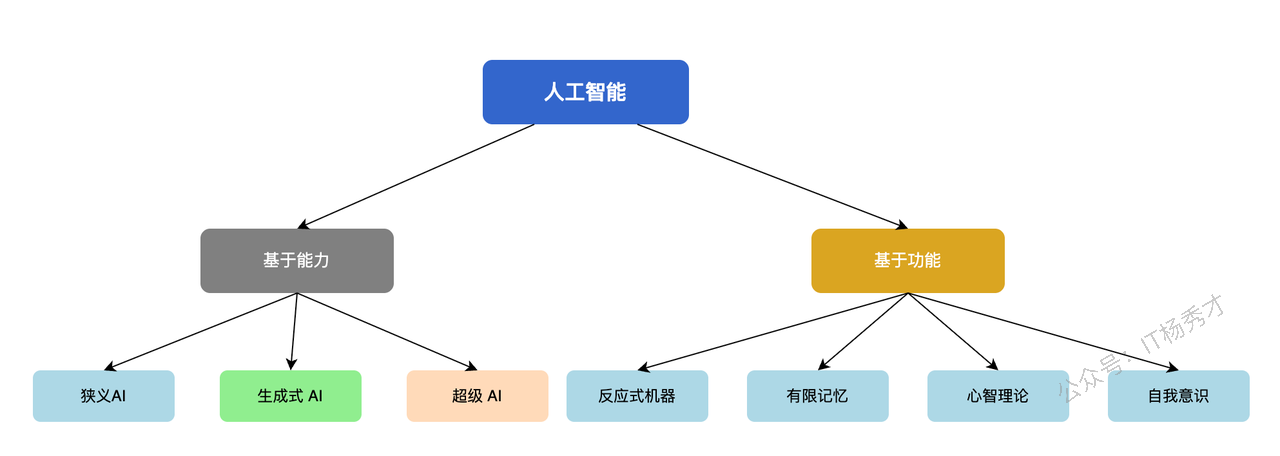 人工智能
基于能力
基于功能
狭义AI
生成式 AI
超级 AI
反应式机器
有限记忆
心智理论
自我意识
公众号：IT杨秀才